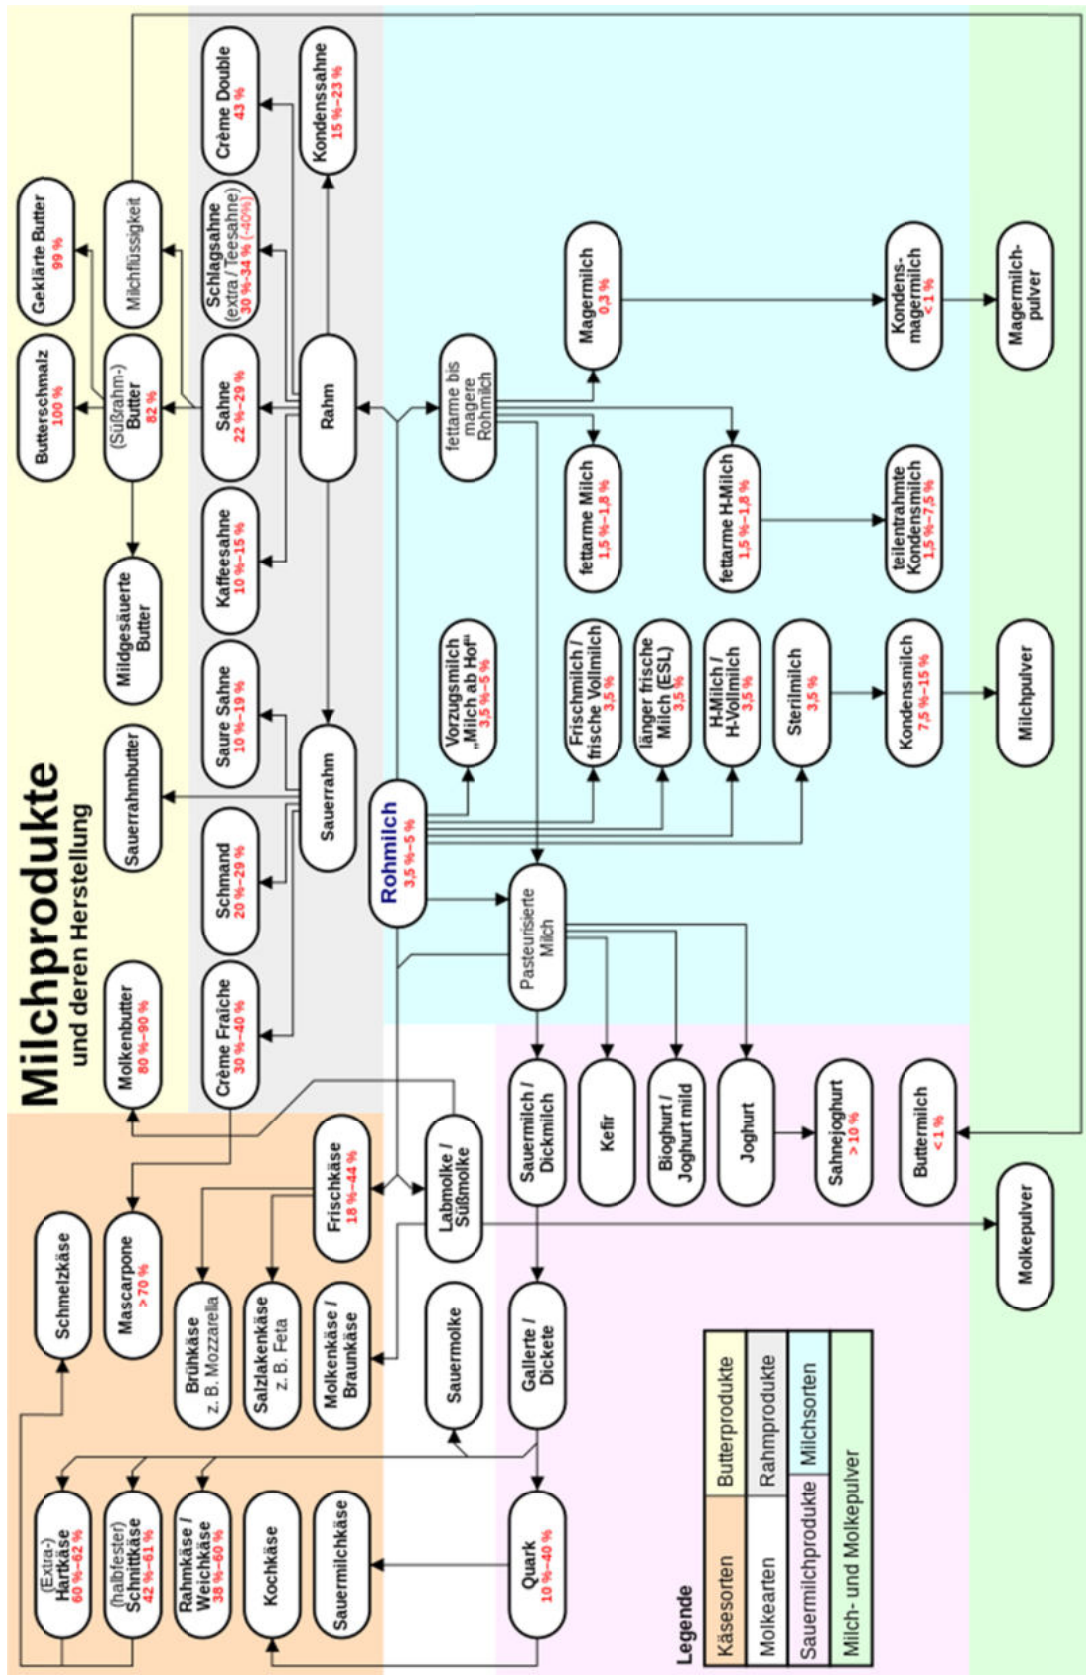 Milchprodukte
und deren Herstellung
(Extra-)
Hartkäse
60 %–62 %
Schmelzkäse
Butterschmalz
100 %
Geklärte Butter
99 %
(halbfester)
Schnittkäse
42 %–61 %
Mascarpone
> 70 %
Molkenbutter
80 %–90 %
Sauerrahmbutter
Mildgesäuerte
Butter
(Süßrahm-)
Butter
82 %
Milchflüssigkeit
Rahmkäse /
Weichkäse
38 %–60 %
Brühkäse
z. B. Mozzarella
Crème Fraiche
30 %–40 %
Schmand
20 %–29 %
Saure Sahne
10 %–19 %
Kaffeesahne
10 %–15 %
Sahne
22 %–29 %
Schlagsahne
(extra / Teesahne)
30 %-34 % (-40%)
Crème Double
43 %
Kochkäse
Salzlakenkäse
z. B. Feta
Sauermilchkäse
Molkenkäse /
Braunkäse
Frischkäse
18 %–44 %
Sauerrahm
Rahm
Kondenssahne
15 %–23 %
Rohmilch
3,5 %–5 %
Sauermolke
Labmolke /
Süßmolke
Vorzugsmilch
„Milch ab Hof“
3,5 %–5 %
fettarme bis
magere
Rohmilch
Quark
10 %–40 %
Gallerte /
Dickete
Sauermilch /
Dickmilch
Pasteurisierte
Milch
Kefir
Frischmilch /
frische Vollmilch
3,5 %
fettarme Milch
1,5 %–1,8 %
Magermilch
0,3 %
Bioghurt /
Joghurt mild
länger frische
Milch (ESL)
3,5 %
Joghurt
H-Milch /
H-Vollmilch
3,5 %
fettarme H-Milch
1,5 %–1,8 %
Sahnejoghurt
> 10 %
Sterilmilch
3,5 %
Buttermilch
< 1 %
Kondensmilch
7,5 %–15 %
teilentrahmte
Kondensmilch
1,5 %–7,5 %
Kondens-
magermilch
< 1 %
Molkepulver
Milchpulver
Magermilch-
pulver
Legende
Käsesorten
Butterprodukte
Molkearten
Rahmprodukte
Sauermilchprodukte
Milchsorten
Milch- und Molkepulver